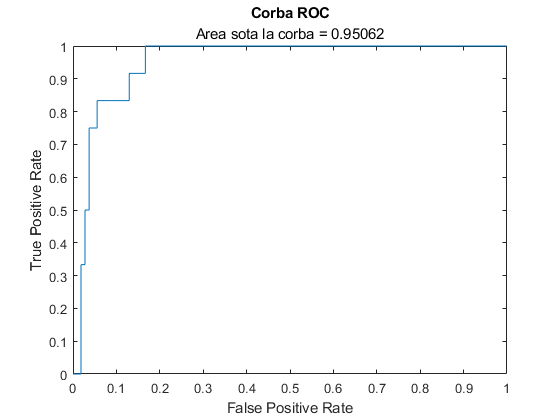 Corba ROC
Area sota la corba = 0.95062
1
0.9
0.8
0.7
0.6
0.5
0.4
0.3
0.2
0.1
0
True Positive Rate
0 0.1 0.2 0.3 0.4 0.5 0.6 0.7 0.8 0.9 1
False Positive Rate